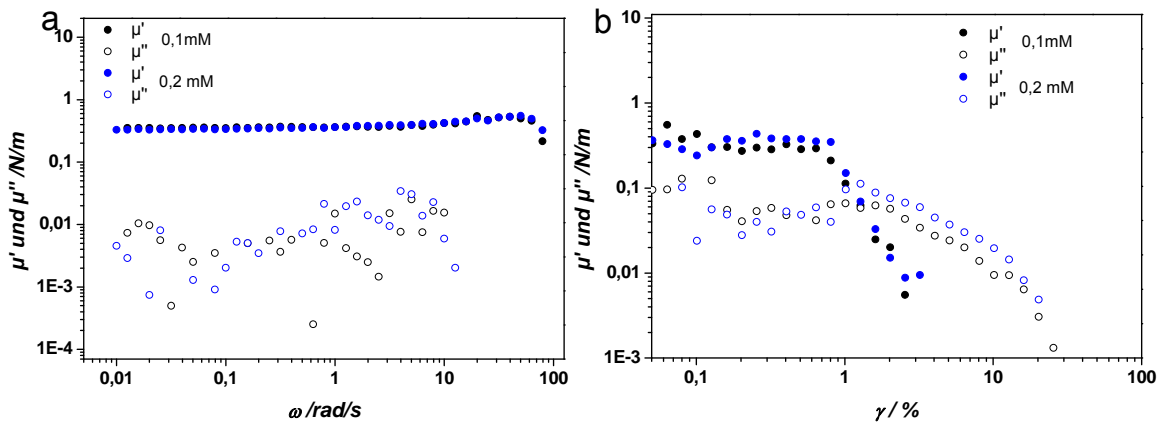 a
µ' und µ'' /N/m
10
1
0,1
0,01
1E-3
1E-4
µ' 0,1mM
µ''
µ' 0,2 mM
µ''
0,01 0,1 1 10 100
ω /rad/s
b
µ' und µ'' /N/m
10
1
0,1
0,01
1E-3
µ' 0,1mM
µ''
µ' 0,2 mM
µ''
0,1 1 10 100
γ / %